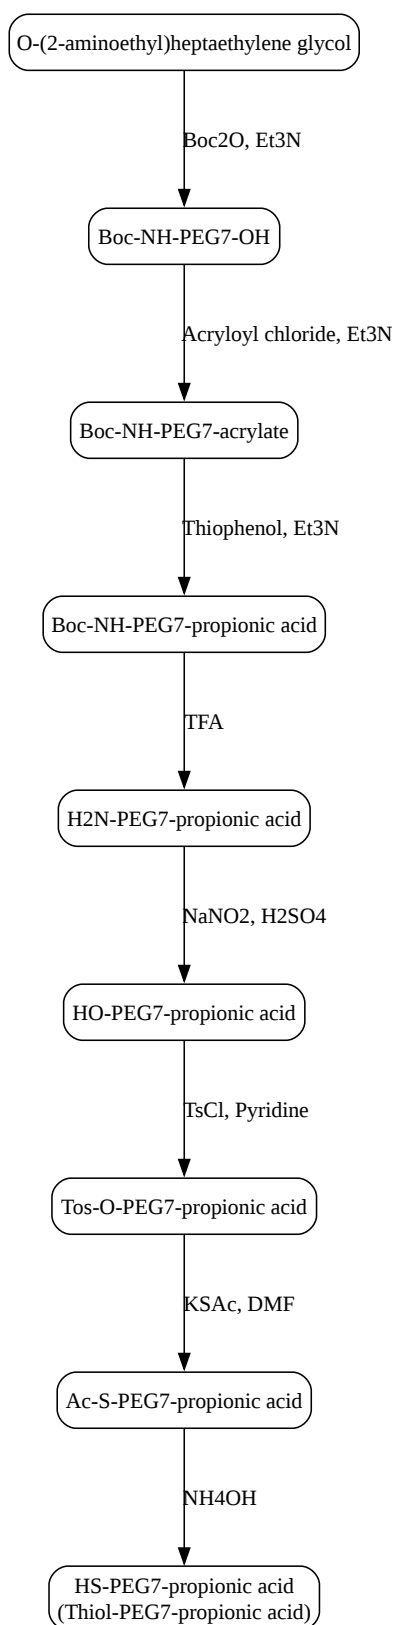 O-(2-aminoethyl)heptaethylene glycol
Boc2O, Et3N
Boc-NH-PEG7-OH
Acryloyl chloride, Et3N
Boc-NH-PEG7-acrylate
Thiophenol, Et3N
Boc-NH-PEG7-propionic acid
TFA
H2N-PEG7-propionic acid
NaNO2, H2SO4
HO-PEG7-propionic acid
TsCl, Pyridine
Tos-O-PEG7-propionic acid
KSAc, DMF
Ac-S-PEG7-propionic acid
NH4OH
HS-PEG7-propionic acid
(Thiol-PEG7-propionic acid)